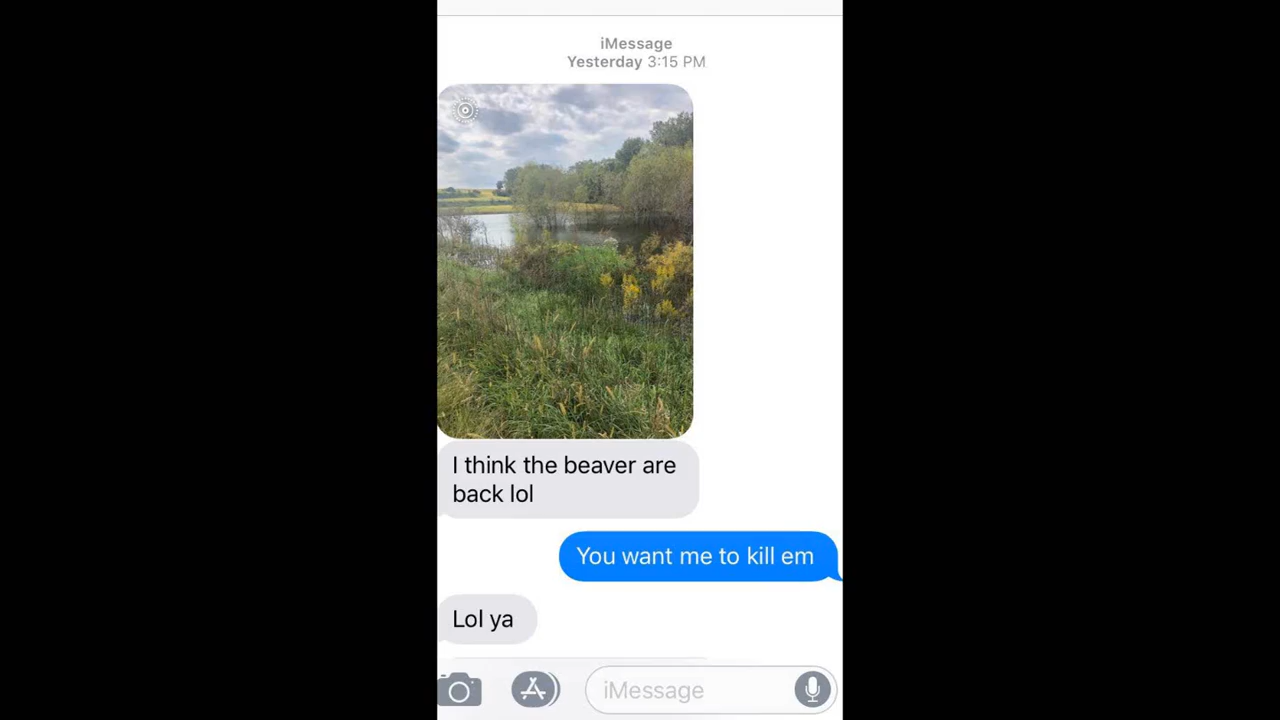 iMessage
Yesterday 3:15 PM
I think the beaver are
back lol
You want me to kill em
Lol ya
iMessage